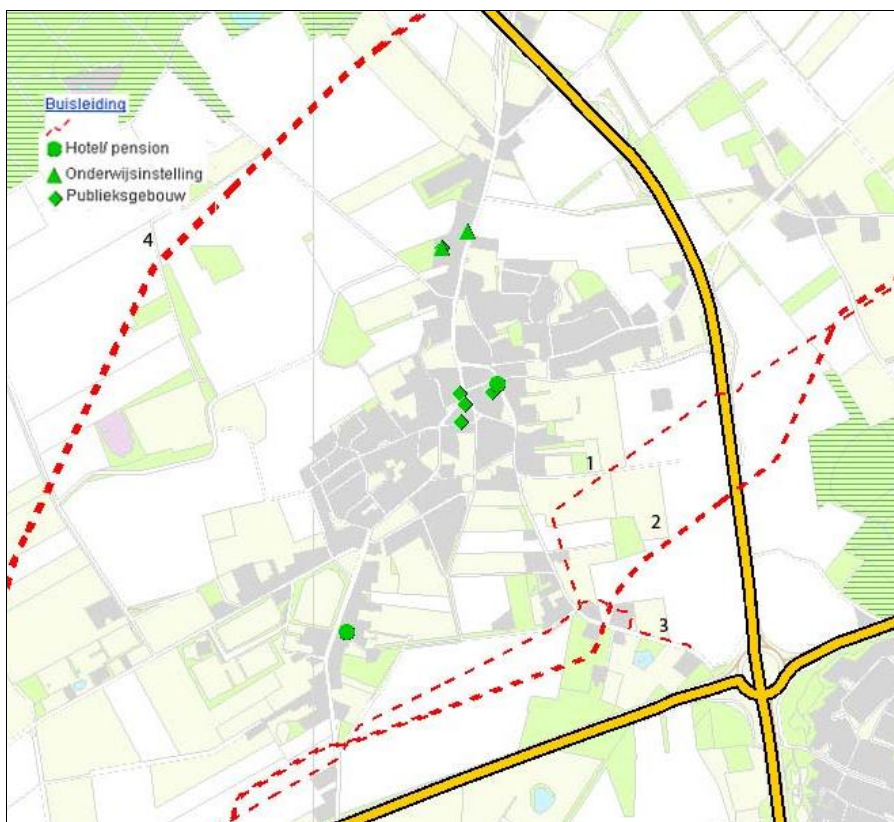 Buisleiding
Hotel/ pension
Onderwijsinstelling
Publieksgebouw
4
1
2
3